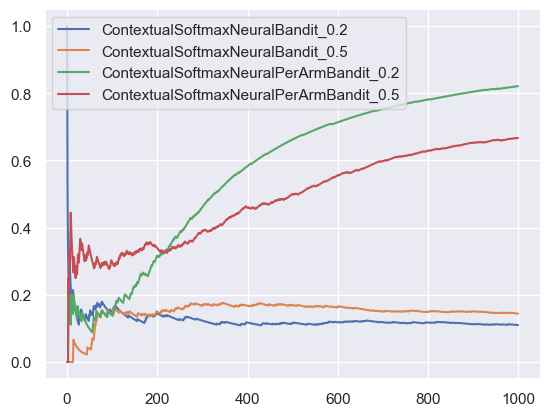 1.0
0.8
0.6
0.4
0.2
0.0
ContextualSoftmaxNeuralBandit_0.2
ContextualSoftmaxNeuralBandit_0.5
ContextualSoftmaxNeuralPerArmBandit_0.2
ContextualSoftmaxNeuralPerArmBandit_0.5
0 200 400 600 800 1000